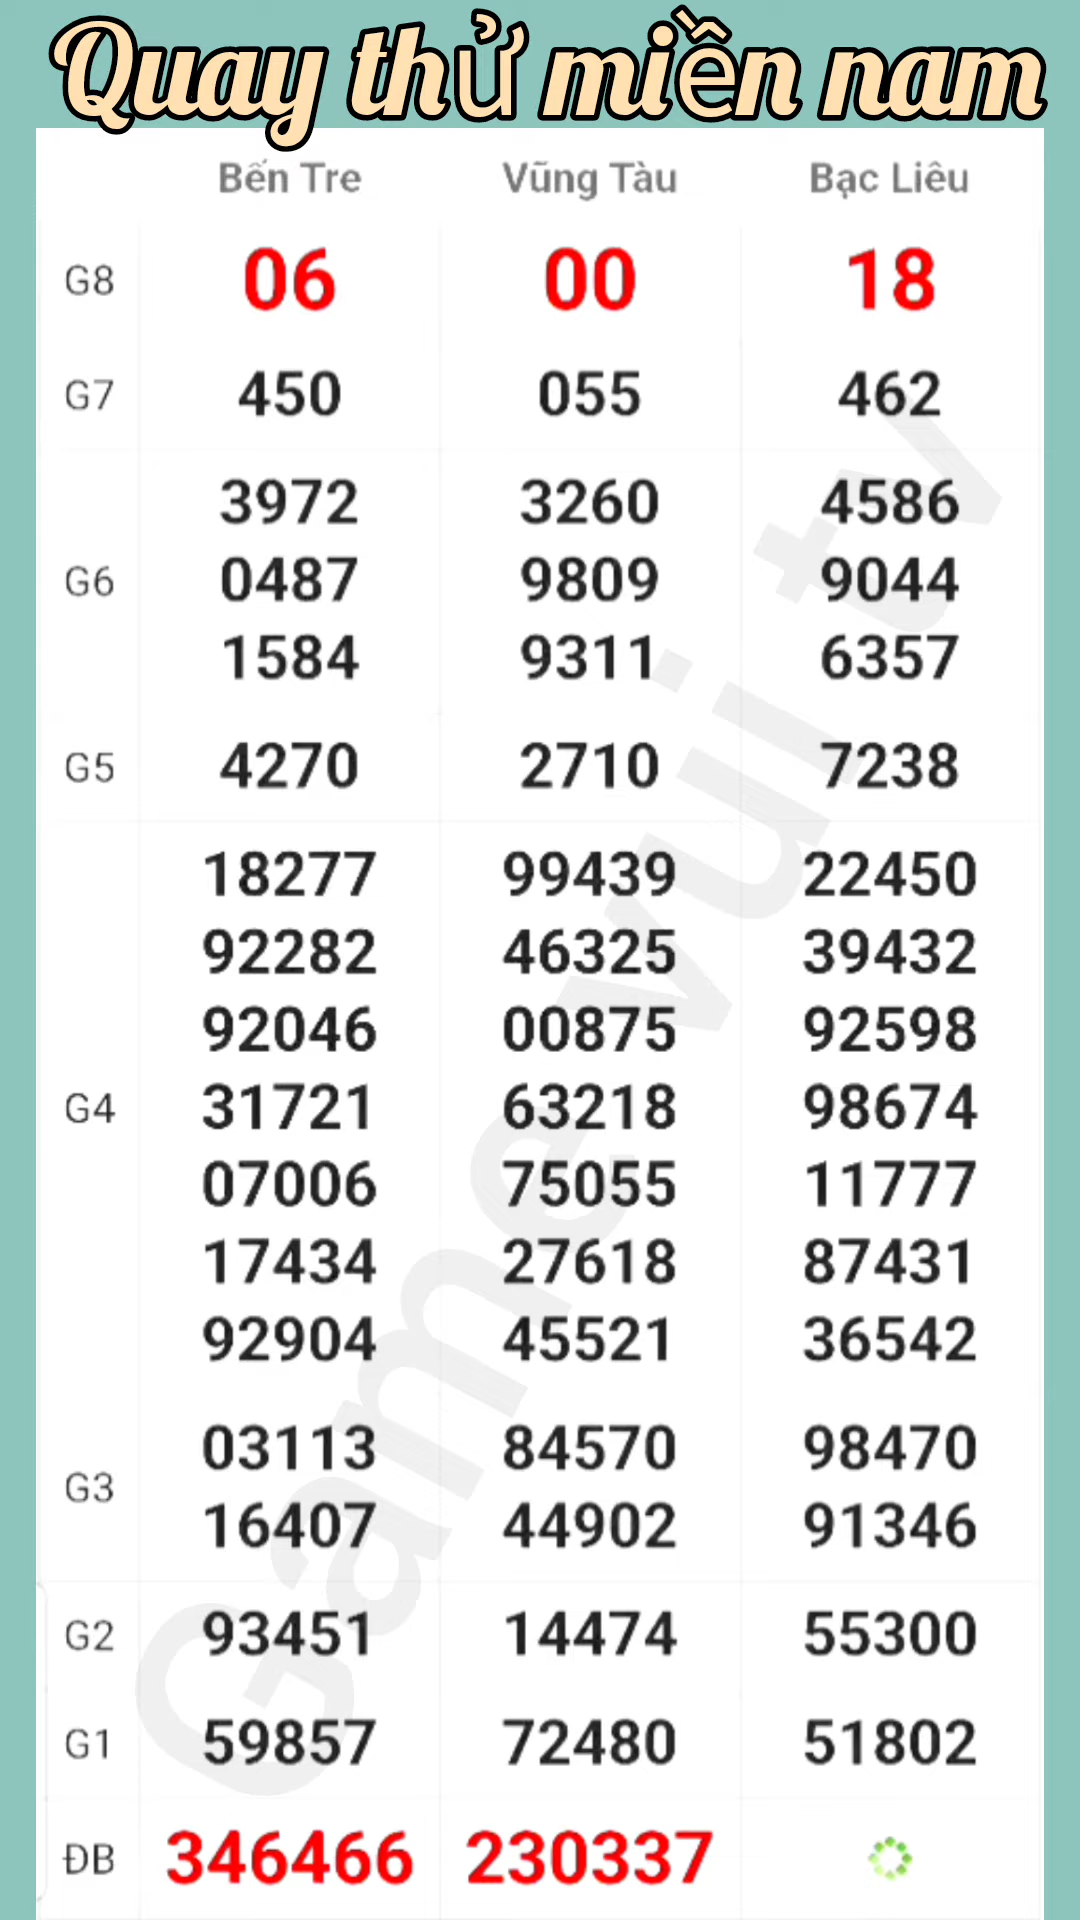 Quay thử miền nam
Bến Tre Vũng Tàu Bạc Liêu
G8 06 00 18
G7 450 055 462
3972 3260 4586
G6 0487 9809 9044
1584 9311 6357
G5 4270 2710 7238
18277 99439 22450
92282 46325 39432
92046 00875 92598
G4 31721 63218 98674
07006 75055 11777
17434 27618 87431
92904 45521 36542
G3
03113 84570 98470
16407 44902 91346
G2 93451 14474 55300
G1 59857 72480 51802
ĐB 346466 230337
Game vui tv